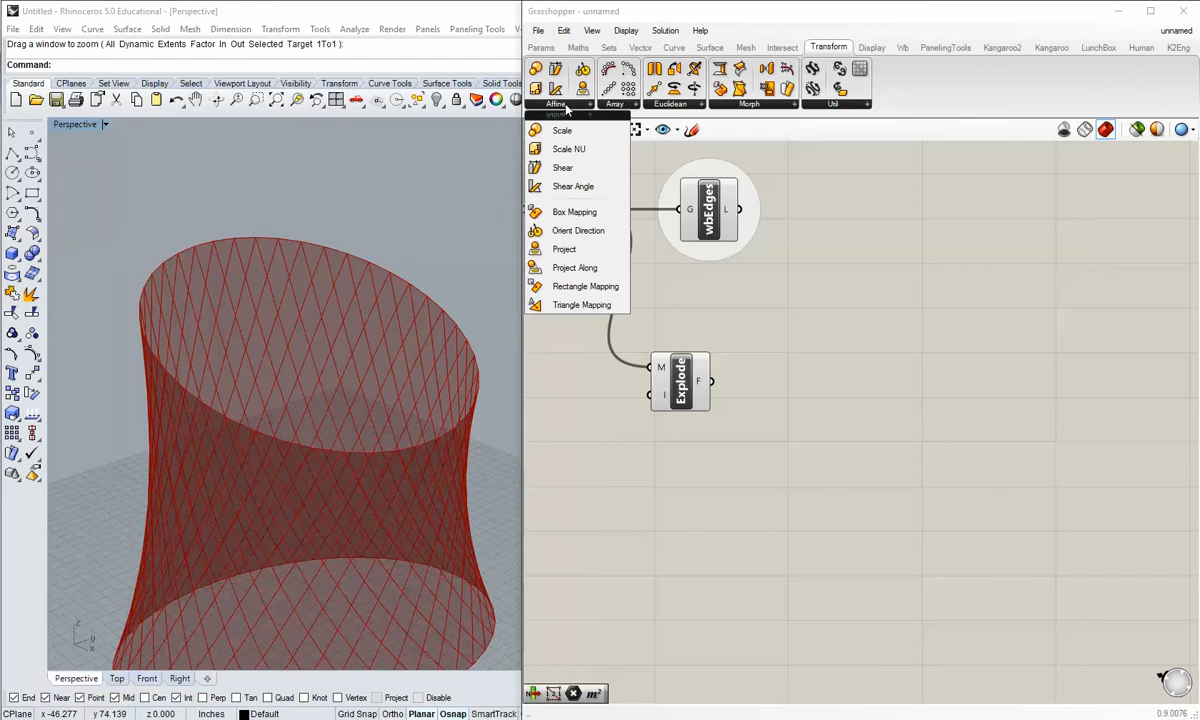 Untitled - Rhinoceros 5.0 Educational - [Perspective]
File Edit View Curve Surface Solid Mesh Dimension Transform Tools Analyze Render Panels Paneling Tools
Drag a window to zoom ( All Dynamic Extents Factor In Out Selected Target 1To1 ):
Command:
Standard CPlanes Set View Display Select Viewport Layout Visibility Transform Curve Tools Surface Tools Solid Tools
Perspective
z
y
x
Perspective Top Front Right
End Near Point Mid Cen Int Perp Tan Quad Knot Vertex Project Disable
CPlane x -46.277 y 74.139 z 0.000 Inches Default Grid Snap Ortho Planar Osnap SmartTrack
Grasshopper - unnamed
File Edit View Display Solution Help unnamed
Params Maths Sets Vector Curve Surface Mesh Intersect Transform Display Wb PanelingTools Kangaroo2 Kangaroo LunchBox Human K2Eng
Affine Array Euclidean Morph Util
Scale
Scale NU
Shear
Shear Angle
Box Mapping
Orient Direction
Project
Project Along
Rectangle Mapping
Triangle Mapping
G wbEdges L
M Explode F
I
m²
0.9.0076